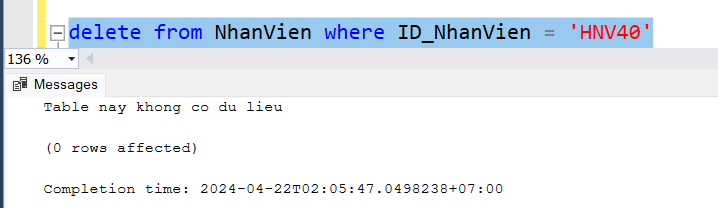 delete from NhanVien where ID_NhanVien = 'HNV40'
136 %
Messages
Table nay khong co du lieu
(0 rows affected)
Completion time: 2024-04-22T02:05:47.0498238+07:00